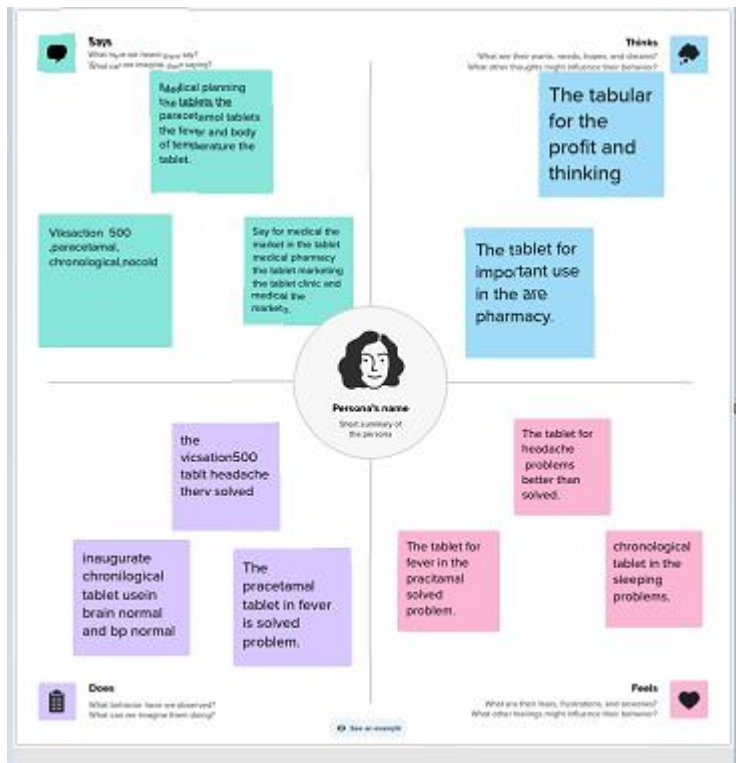 Says
What have we heard them say?
What can we imagine them saying?
Medical planning
the tablets the
paracetamol tablets
the fever and body
of temperature the
tablet.
Viksaction 500
,paracetamal,
chronological,nocold
Say for medical the
market in the tablet
medical pharmacy
the tablet marketing
the tablet clinic and
medical the
markets.
Thinks
What are their wants, needs, hopes, and dreams?
What other thoughts might influence their behavior?
The tabular
for the
profit and
thinking
The tablet for
important use
in the are
pharmacy.
Persona's name
Short summary of
the persona
the
vicsation500
tablt headache
therv solved
inaugurate
chronilogical
tablet usein
brain normal
and bp normal
The
pracetamal
tablet in fever
is solved
problem.
Does
What behavior have we observed?
What can we imagine them doing?
The tablet for
headache
problems
better than
solved.
The tablet for
fever in the
pracitamal
solved
problem.
chronological
tablet in the
sleeping
problems.
Feels
What are their fears, frustrations, and anxieties?
What other feelings might influence their behavior?
See an example